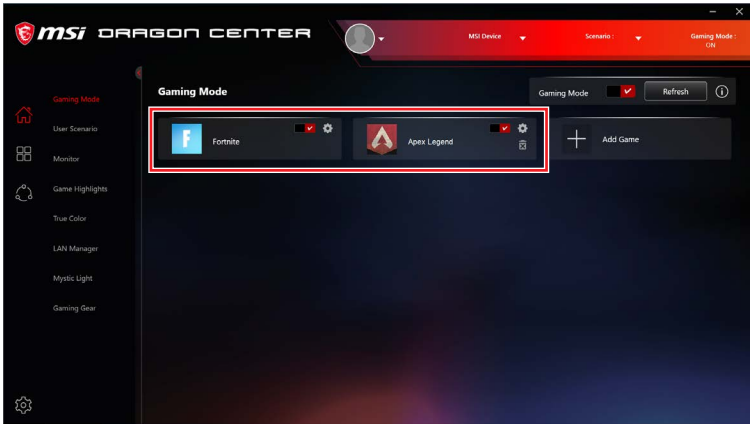 msi DRAGON CENTER
MSI Device
Scenario :
Gaming Mode :
ON
Gaming Mode
User Scenario
Monitor
Game Highlights
True Color
LAN Manager
Mystic Light
Gaming Gear
Gaming Mode
Gaming Mode
Refresh
Fortnite
Apex Legend
Add Game